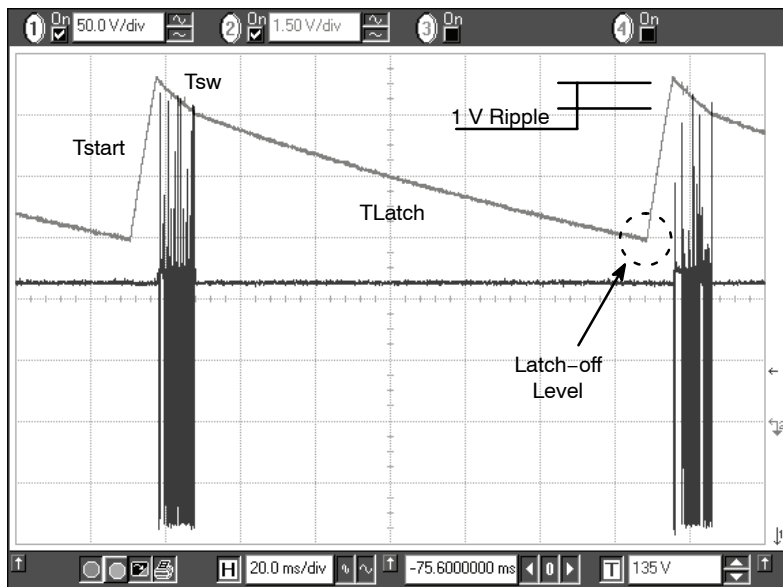 1 On 50.0 V/div 2 On 1.50 V/div 3 On 4 On
Tsw
1 V Ripple
Tstart
TLatch
Latch-off
Level
H 20.0 ms/div -75.6000000 ms 0 T 135 V